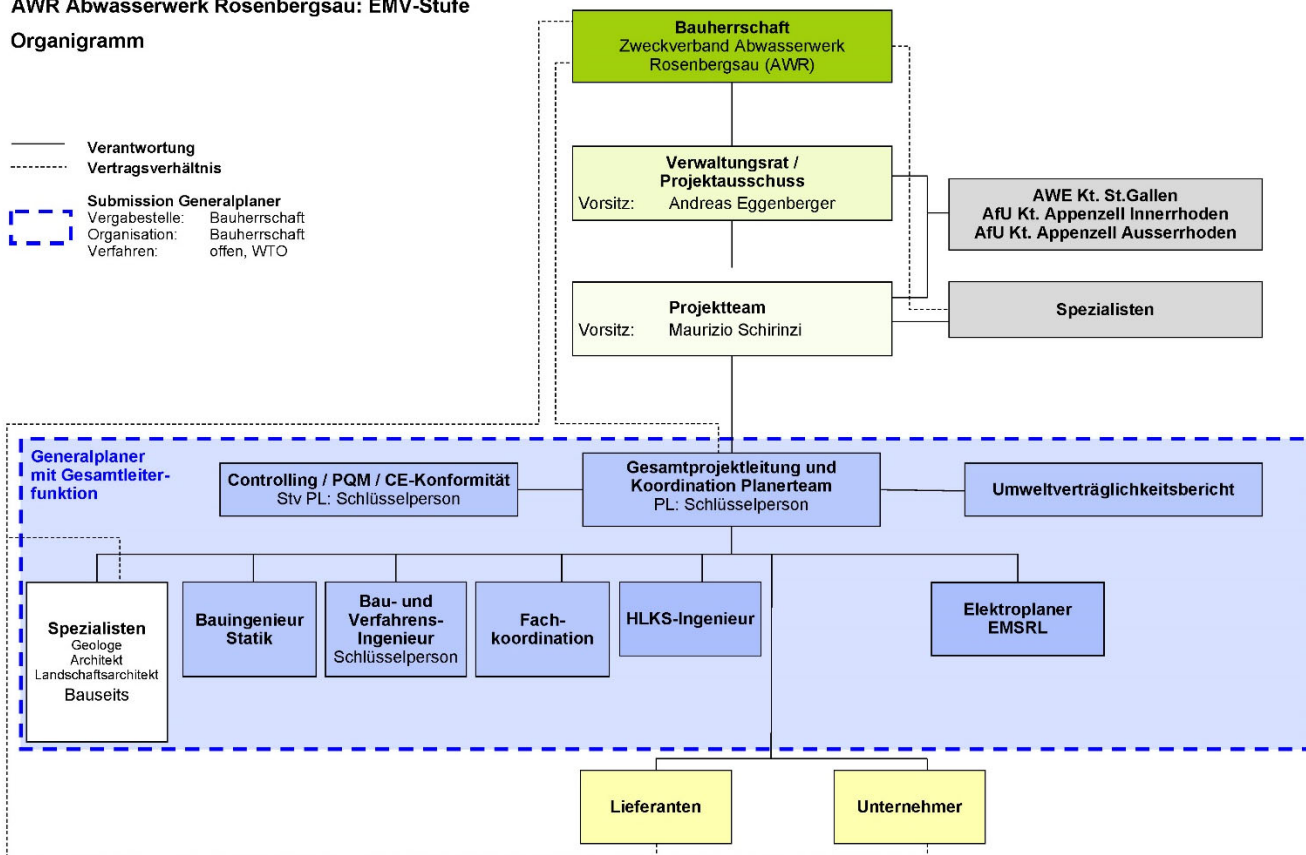 AWR Abwasserwerk Rosenbergsau: EMV-Stufe
Organigramm
Verantwortung
Vertragsverhältnis
Submission Generalplaner
Vergabestelle: Bauherrschaft
Organisation: Bauherrschaft
Verfahren: offen, WTO
Bauherrschaft
Zweckverband Abwasserwerk
Rosenbergsau (AWR)
Verwaltungsrat /
Projektausschuss
Vorsitz: Andreas Eggenberger
AWE Kt. St.Gallen
AfU Kt. Appenzell Innerrhoden
AfU Kt. Appenzell Ausserrhoden
Projektteam
Vorsitz: Maurizio Schirinzi
Spezialisten
Generalplaner
mit Gesamtleiter-
funktion
Controlling / PQM / CE-Konformität
Stv PL: Schlüsselperson
Gesamtprojektleitung und
Koordination Planerteam
PL: Schlüsselperson
Umweltverträglichkeitsbericht
Spezialisten
Geologe
Architekt
Landschaftsarchitekt
Bauseits
Bauingenieur
Statik
Bau- und
Verfahrens-
Ingenieur
Schlüsselperson
Fach-
koordination
HLKS-Ingenieur
Elektroplaner
EMSRL
Lieferanten
Unternehmer